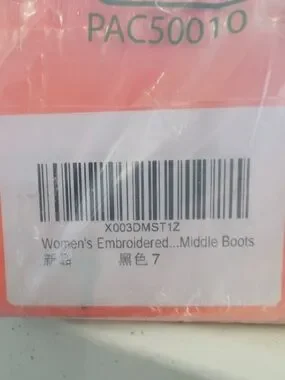 PAC50010
X003DMST1Z
Women's Embroidered...Middle Boots
新品 黑色 7